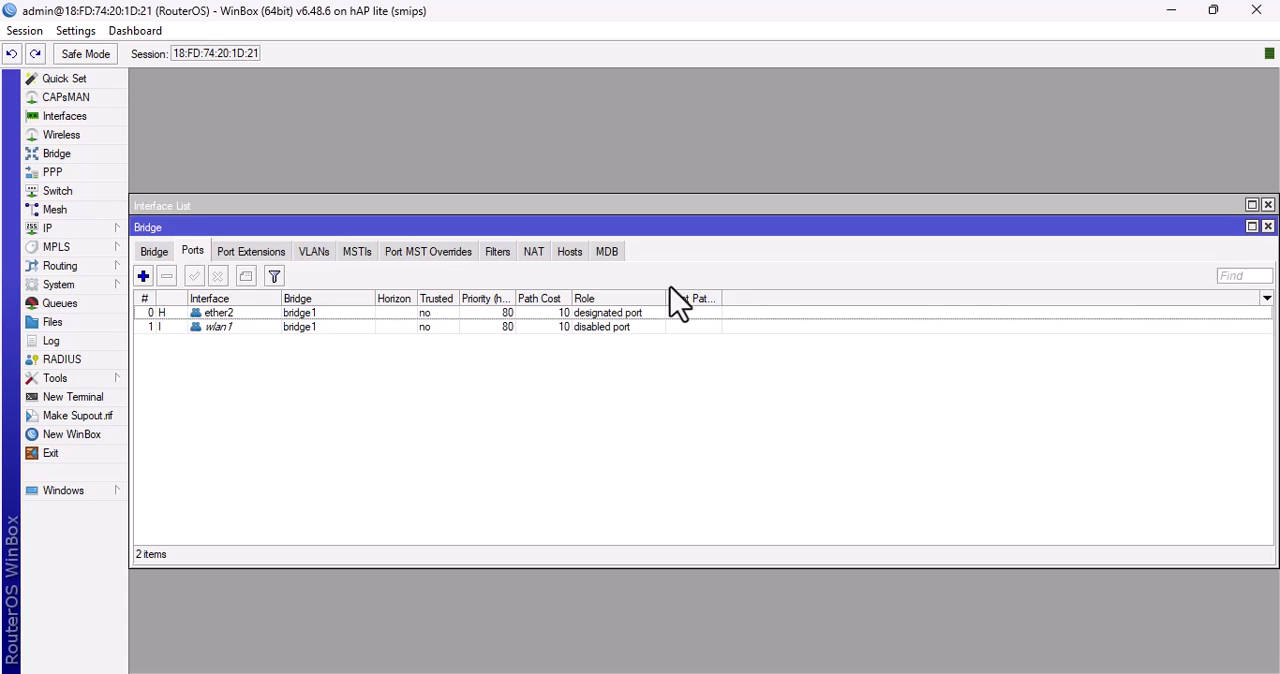 admin@18:FD:74:20:1D:21 (RouterOS) - WinBox (64bit) v6.48.6 on hAP lite (smips)
Session Settings Dashboard
Safe Mode Session: 18:FD:74:20:1D:21
Quick Set
CAPsMAN
Interfaces
Wireless
Bridge
PPP
Switch
Mesh
IP
MPLS
Routing
System
Queues
Files
Log
RADIUS
Tools
New Terminal
Make Supout.rif
New WinBox
Exit
Windows
RouterOS WinBox
Interface List
Bridge
Bridge Ports Port Extensions VLANs MSTIs Port MST Overrides Filters NAT Hosts MDB
Find
# Interface Bridge Horizon Trusted Priority (h... Path Cost Role Pat...
0 H ether2 bridge1 no 80 10 designated port
1 I wlan1 bridge1 no 80 10 disabled port
2 items